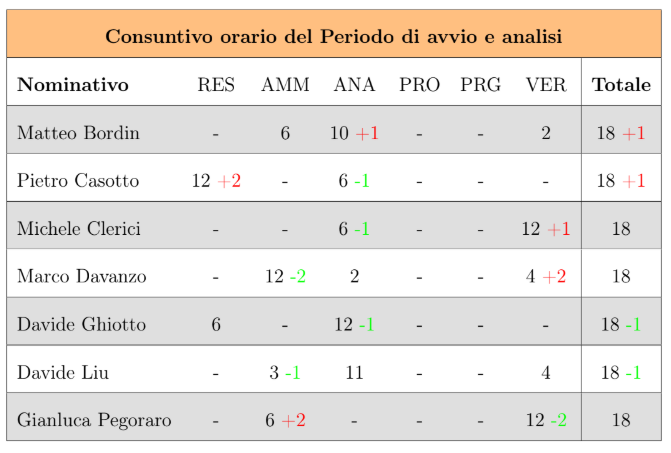 Consuntivo orario del Periodo di avvio e analisi
Nominativo RES AMM ANA PRO PRG VER Totale
Matteo Bordin - 6 10 +1 - - 2 18 +1
Pietro Casotto 12 +2 - 6 -1 - - - 18 +1
Michele Clerici - - 6 -1 - - 12 +1 18
Marco Davanzo - 12 -2 2 - - 4 +2 18
Davide Ghiotto 6 - 12 -1 - - - 18 -1
Davide Liu - 3 -1 11 - - 4 18 -1
Gianluca Pegoraro - 6 +2 - - - 12 -2 18